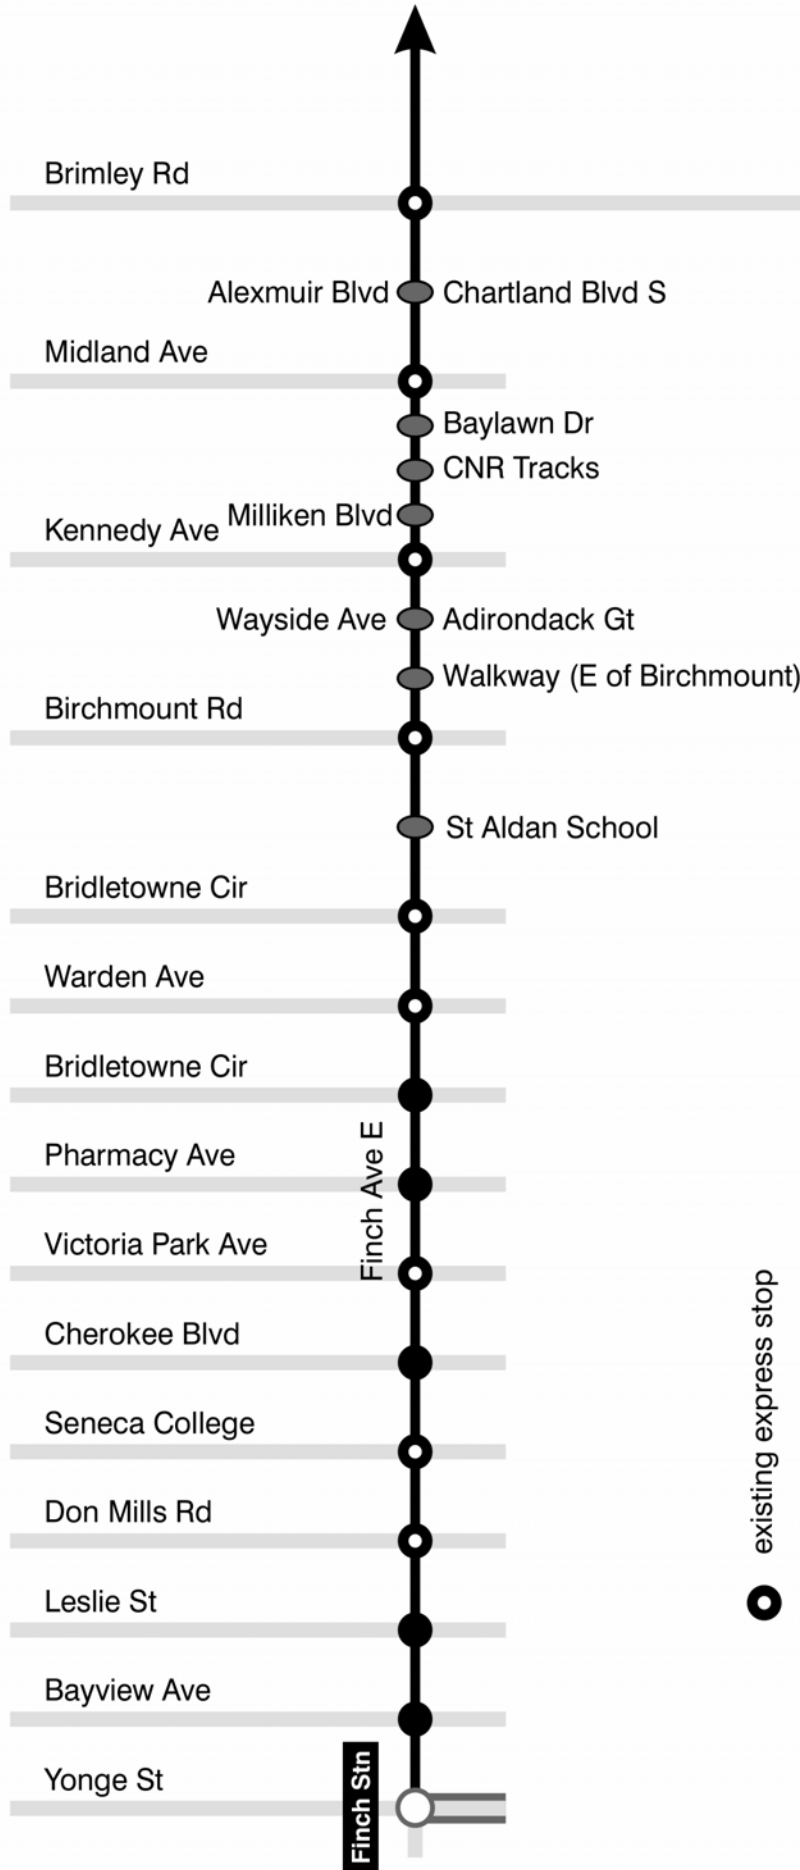 Brimley Rd
Alexmuir Blvd
Chartland Blvd S
Midland Ave
Baylawn Dr
CNR Tracks
Milliken Blvd
Kennedy Ave
Wayside Ave
Adirondack Gt
Walkway (E of Birchmount)
Birchmount Rd
St Aldan School
Bridletowne Cir
Warden Ave
Bridletowne Cir
Pharmacy Ave
Finch Ave E
Victoria Park Ave
Cherokee Blvd
Seneca College
Don Mills Rd
Leslie St
Bayview Ave
Yonge St
Finch Stn
existing express stop